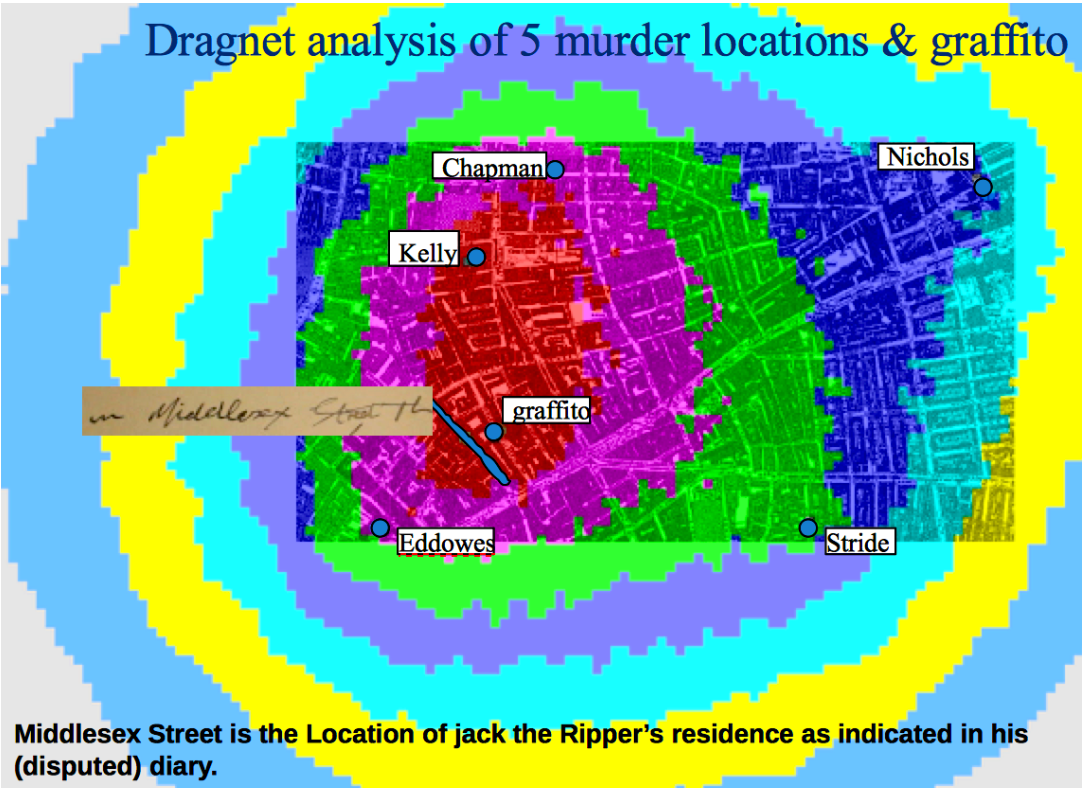 Dragnet analysis of 5 murder locations & graffito
Chapman
Nichols
Kelly
in Middlesex Street Th
graffito
Eddowes
Stride
Middlesex Street is the Location of jack the Ripper's residence as indicated in his
(disputed) diary.